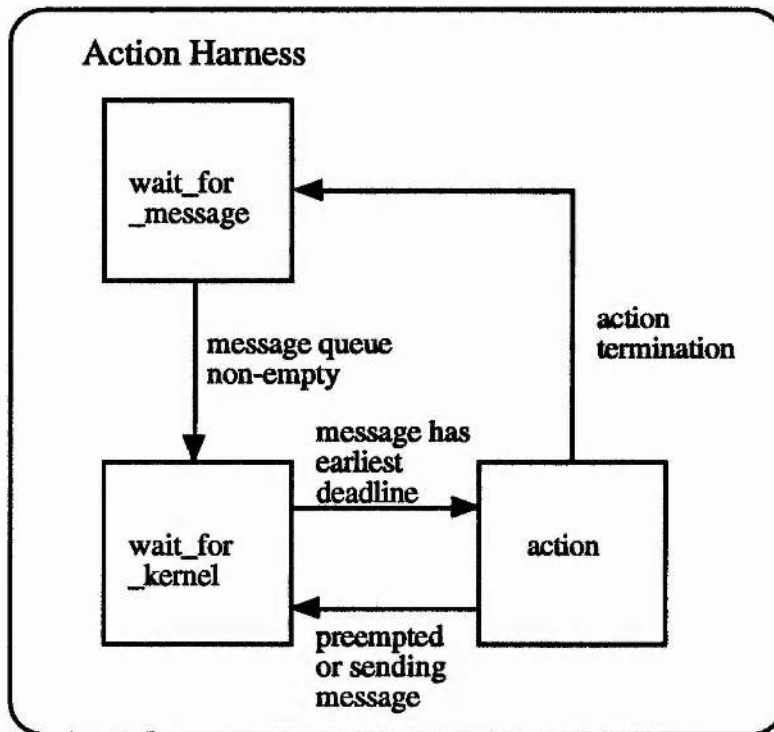 Action Harness
wait_for
_message
message queue
non-empty
action
termination
message has
earliest
deadline
wait_for
_kernel
action
preempted
or sending
message